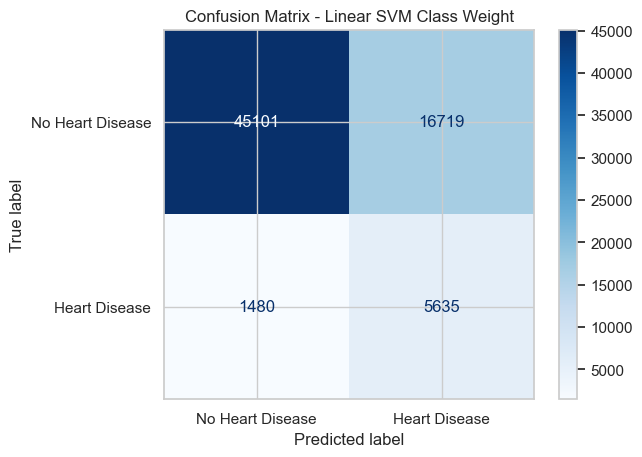 Confusion Matrix - Linear SVM Class Weight
True label
No Heart Disease
45101
16719
Heart Disease
1480
5635
No Heart Disease
Heart Disease
Predicted label
45000
40000
35000
30000
25000
20000
15000
10000
5000